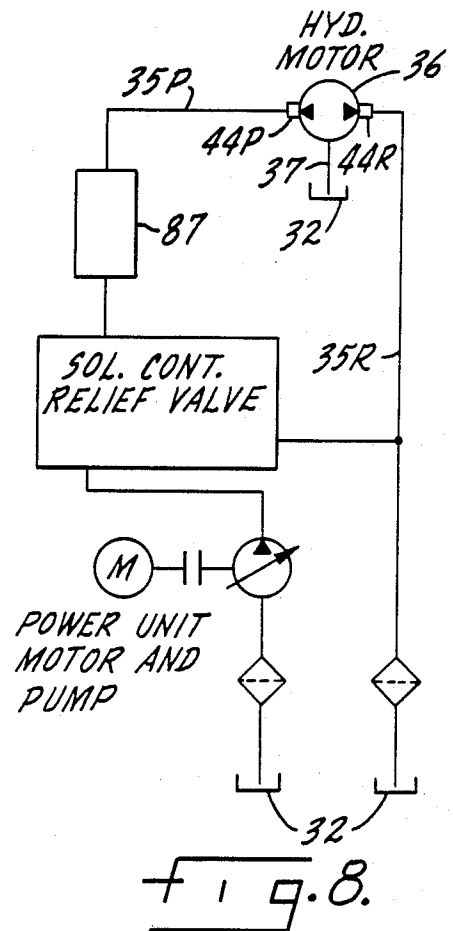 HYD.
MOTOR
36
35P
44P
44R
37
32
87
SOL. CONT.
RELIEF VALVE
35R
M
POWER UNIT
MOTOR AND
PUMP
32
fig. 8.